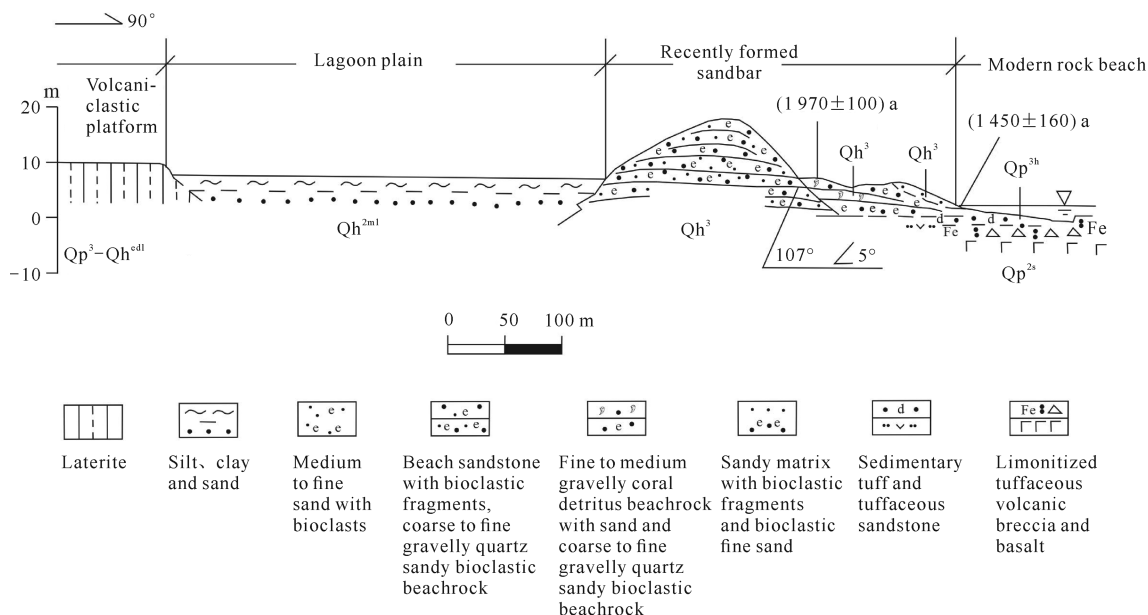 90°
Lagoon plain
Recently formed
sandbar
Modern rock beach
m
Volcani-
clastic
platform
20
10
0
−10
(1 970±100) a
(1 450±160) a
Qh³
Qh³
Qp³ʰ
Qp³−Qhᵉᵈˡ
Qh²ᵐˡ
Qh³
107° ∠5°
Fe
Fe
Qp²ˢ
0 50 100 m
Laterite
Silt、clay
and sand
Medium
to fine
sand with
bioclasts
Beach sandstone
with bioclastic
fragments,
coarse to fine
gravelly quartz
sandy bioclastic
beachrock
Fine to medium
gravelly coral
detritus beachrock
with sand and
coarse to fine
gravelly quartz
sandy bioclastic
beachrock
Sandy matrix
with bioclastic
fragments
and bioclastic
fine sand
d
Sedimentary
tuff and
tuffaceous
sandstone
Fe
Limonitized
tuffaceous
volcanic
breccia and
basalt